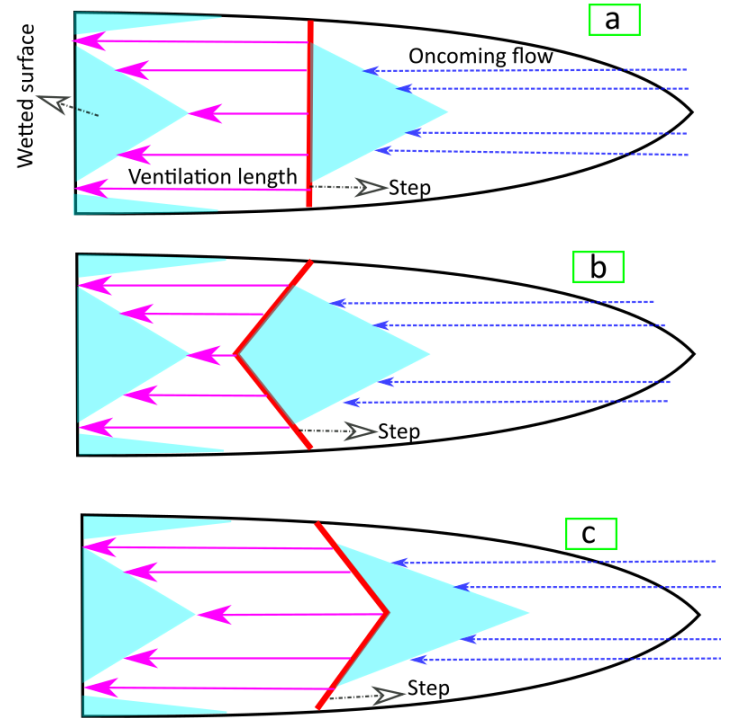 a
Oncoming flow
Wetted surface
Ventilation length
Step
b
Step
c
Step